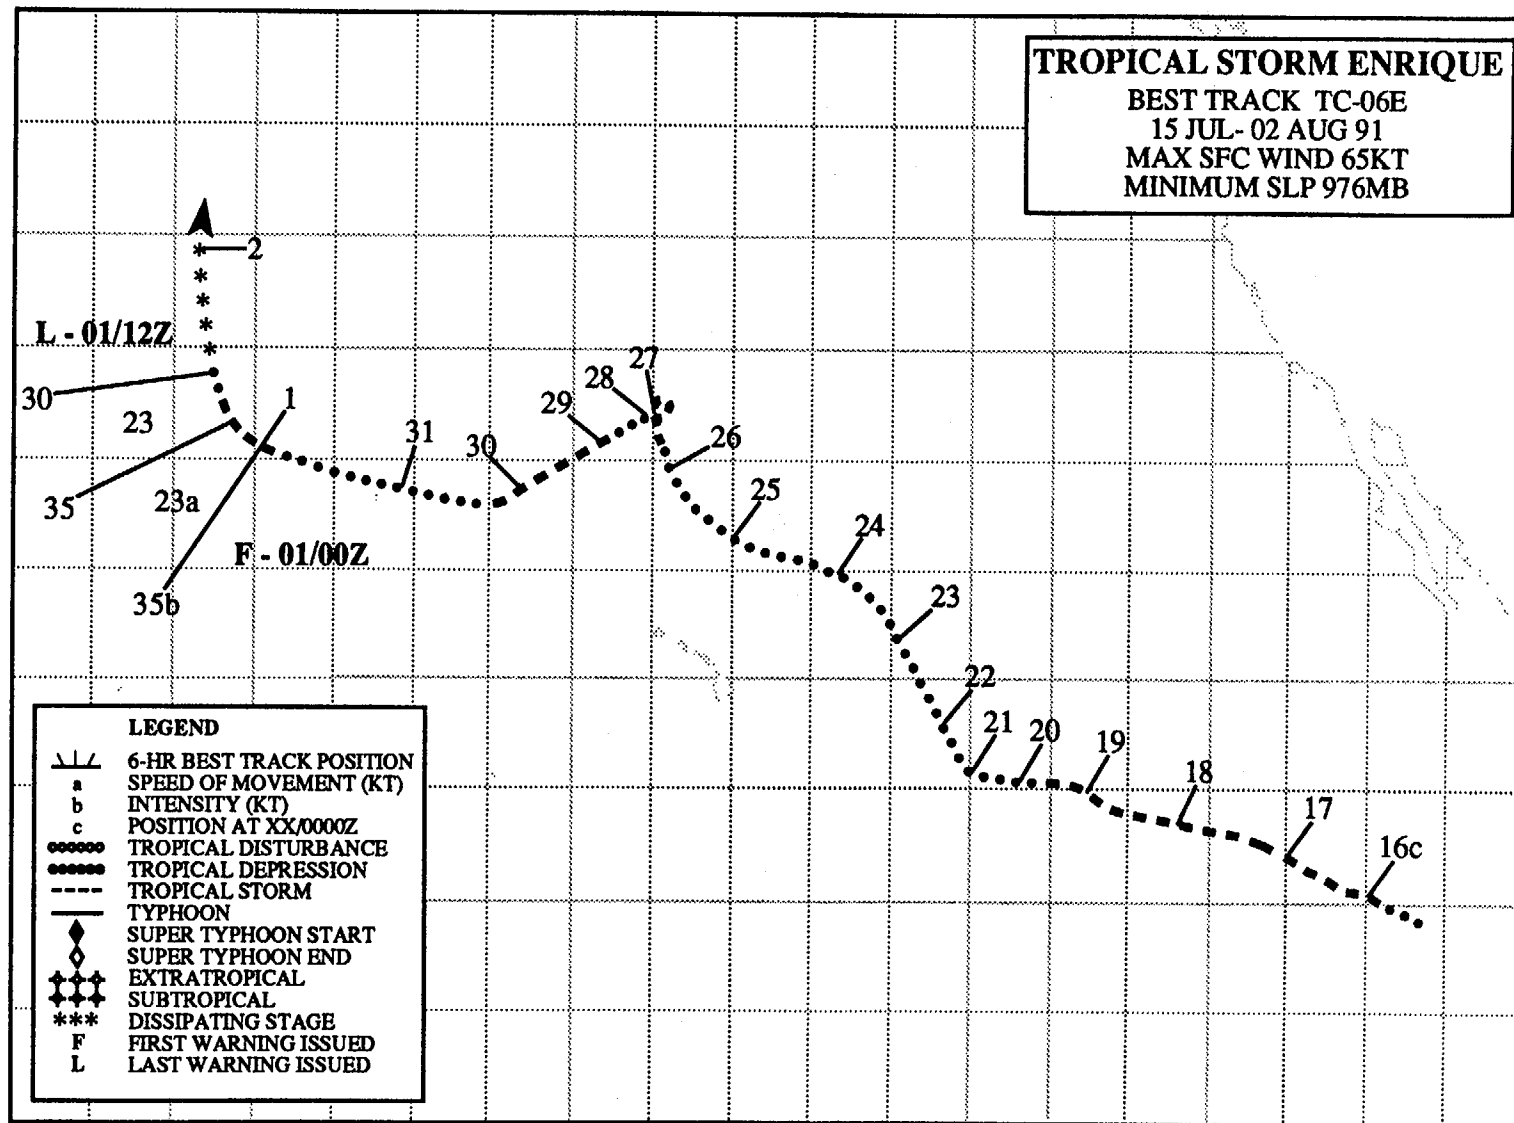 TROPICAL STORM ENRIQUE
BEST TRACK TC-06E
15 JUL- 02 AUG 91
MAX SFC WIND 65KT
MINIMUM SLP 976MB
2
L - 01/12Z
30
23
1
35
23a
F - 01/00Z
35b
31
30
29
28
27
26
25
24
23
22
21
20
19
18
17
16c
LEGEND
6-HR BEST TRACK POSITION
a SPEED OF MOVEMENT (KT)
b INTENSITY (KT)
c POSITION AT XX/0000Z
TROPICAL DISTURBANCE
TROPICAL DEPRESSION
TROPICAL STORM
TYPHOON
SUPER TYPHOON START
SUPER TYPHOON END
EXTRATROPICAL
SUBTROPICAL
*** DISSIPATING STAGE
F FIRST WARNING ISSUED
L LAST WARNING ISSUED